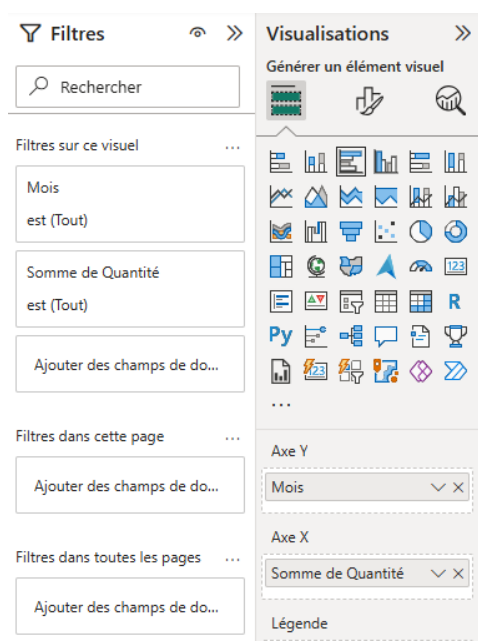 Filtres
Rechercher
Filtres sur ce visuel
...
Mois
est (Tout)
Somme de Quantité
est (Tout)
Ajouter des champs de do...
Filtres dans cette page
...
Ajouter des champs de do...
Filtres dans toutes les pages
...
Ajouter des champs de do...
Visualisations
Générer un élément visuel
123
R
Py
123
...
Axe Y
Mois
Axe X
Somme de Quantité
Légende